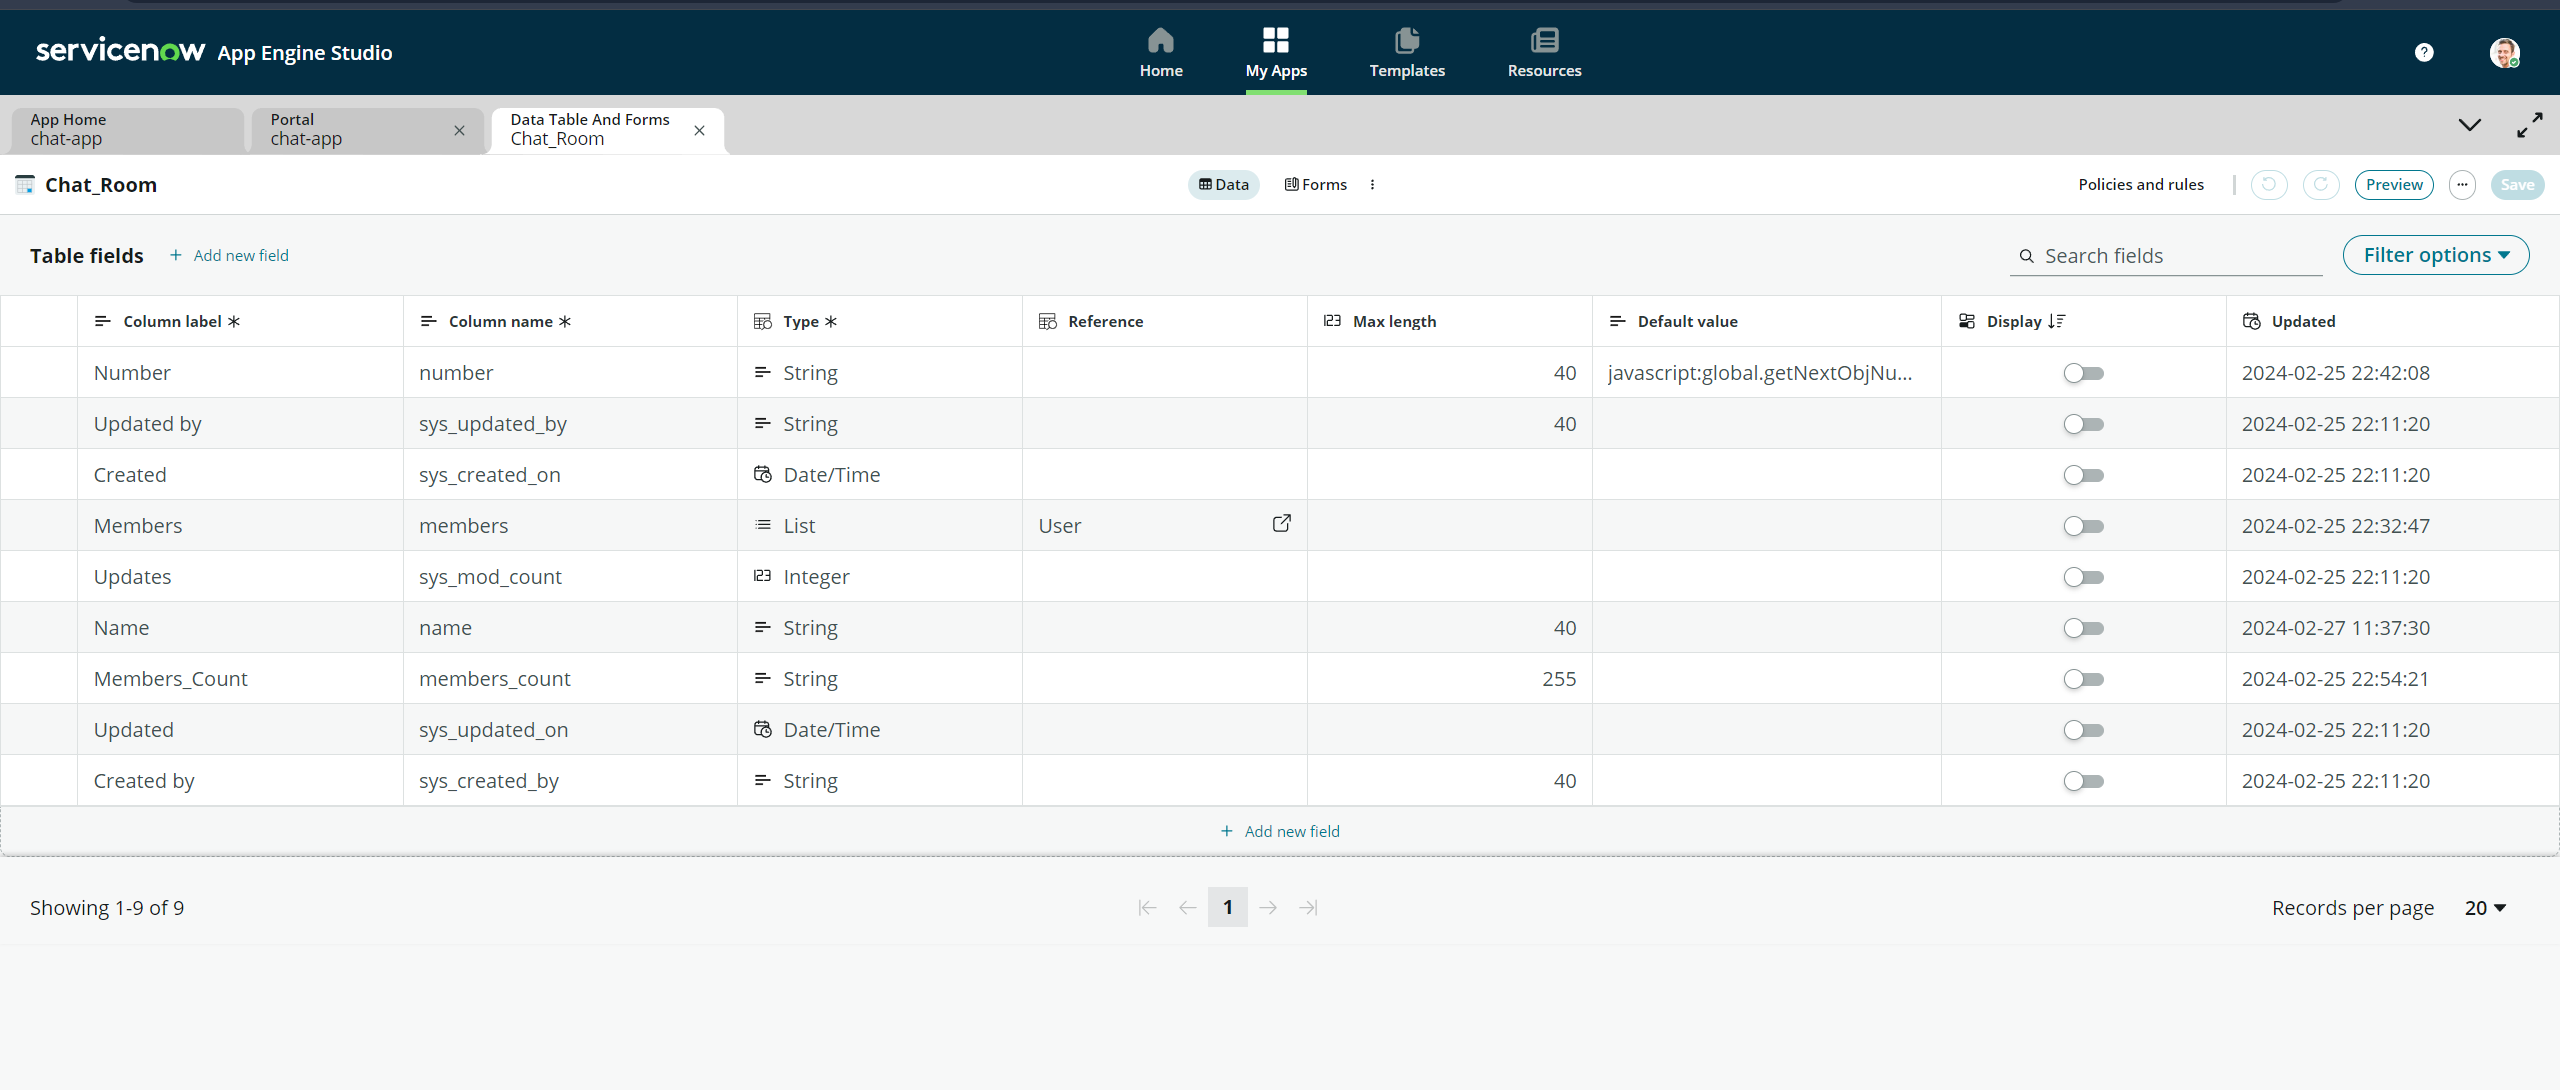 servicenow App Engine Studio
Home
My Apps
Templates
Resources
App Home
chat-app
Portal
chat-app
Data Table And Forms
Chat_Room
Chat_Room
Data
Forms
Policies and rules
Preview
Save
Table fields
+ Add new field
Search fields
Filter options
Column label * Column name * Type * Reference Max length Default value Display Updated
Number number String 40 javascript:global.getNextObjNu... 2024-02-25 22:42:08
Updated by sys_updated_by String 40 2024-02-25 22:11:20
Created sys_created_on Date/Time 2024-02-25 22:11:20
Members members List User 2024-02-25 22:32:47
Updates sys_mod_count Integer 2024-02-25 22:11:20
Name name String 40 2024-02-27 11:37:30
Members_Count members_count String 255 2024-02-25 22:54:21
Updated sys_updated_on Date/Time 2024-02-25 22:11:20
Created by sys_created_by String 40 2024-02-25 22:11:20
+ Add new field
Showing 1-9 of 9
1
Records per page 20